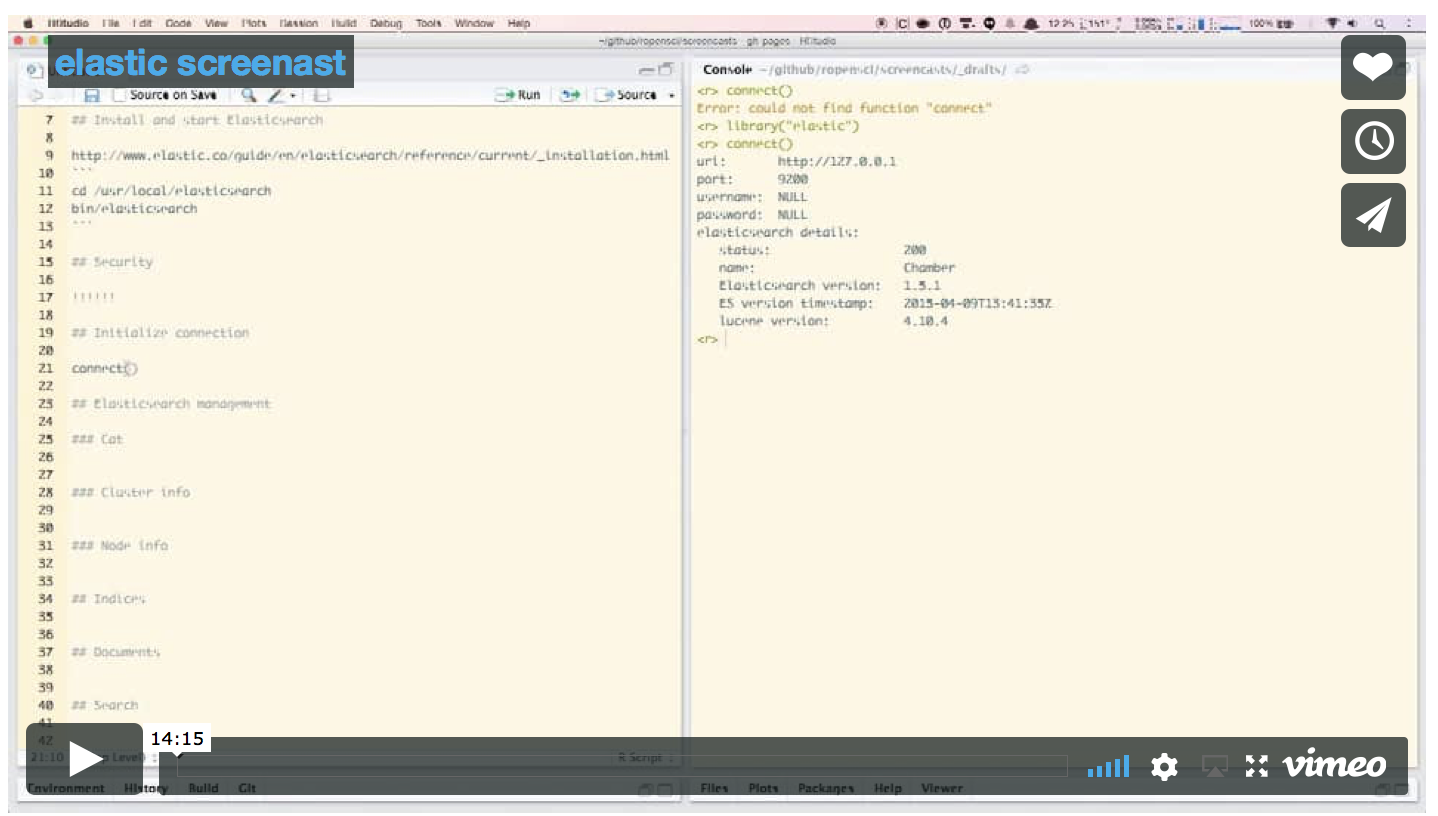 RStudio File Edit Code View Plots Session Build Debug Tools Window Help 100%
~/github/ropensci/screencasts - gh-pages - RStudio
elastic screenast
Source on Save Run Source
7 ## Install and start Elasticsearch
8
9 http://www.elastic.co/guide/en/elasticsearch/reference/current/_installation.html
10 ```
11 cd /usr/local/elasticsearch
12 bin/elasticsearch
13 ```
14
15 ## Security
16
17 !!!!!!
18
19 ## Initialize connection
20
21 connect()
22
23 ## Elasticsearch management
24
25 ### Cat
26
27
28 ### Cluster info
29
30
31 ### Node info
32
33
34 ## Indices
35
36
37 ## Documents
38
39
40 ## Search
41
42
21:10 Level) R Script
Environment History Build Git
Console ~/github/ropensci/screencasts/_drafts/
<r> connect()
Error: could not find function "connect"
<r> library("elastic")
<r> connect()
url: http://127.0.0.1
port: 9200
username: NULL
password: NULL
elasticsearch details:
status: 200
name: Chamber
Elasticsearch version: 1.5.1
ES version timestamp: 2015-04-09T13:41:35Z
lucene version: 4.10.4
<r>
Files Plots Packages Help Viewer
14:15
vimeo